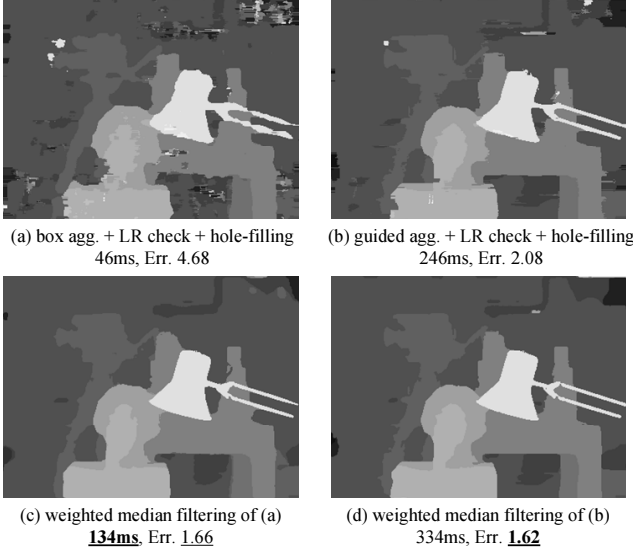 (a) box agg. + LR check + hole-filling
46ms, Err. 4.68
(b) guided agg. + LR check + hole-filling
246ms, Err. 2.08
(c) weighted median filtering of (a)
134ms, Err. 1.66
(d) weighted median filtering of (b)
334ms, Err. 1.62